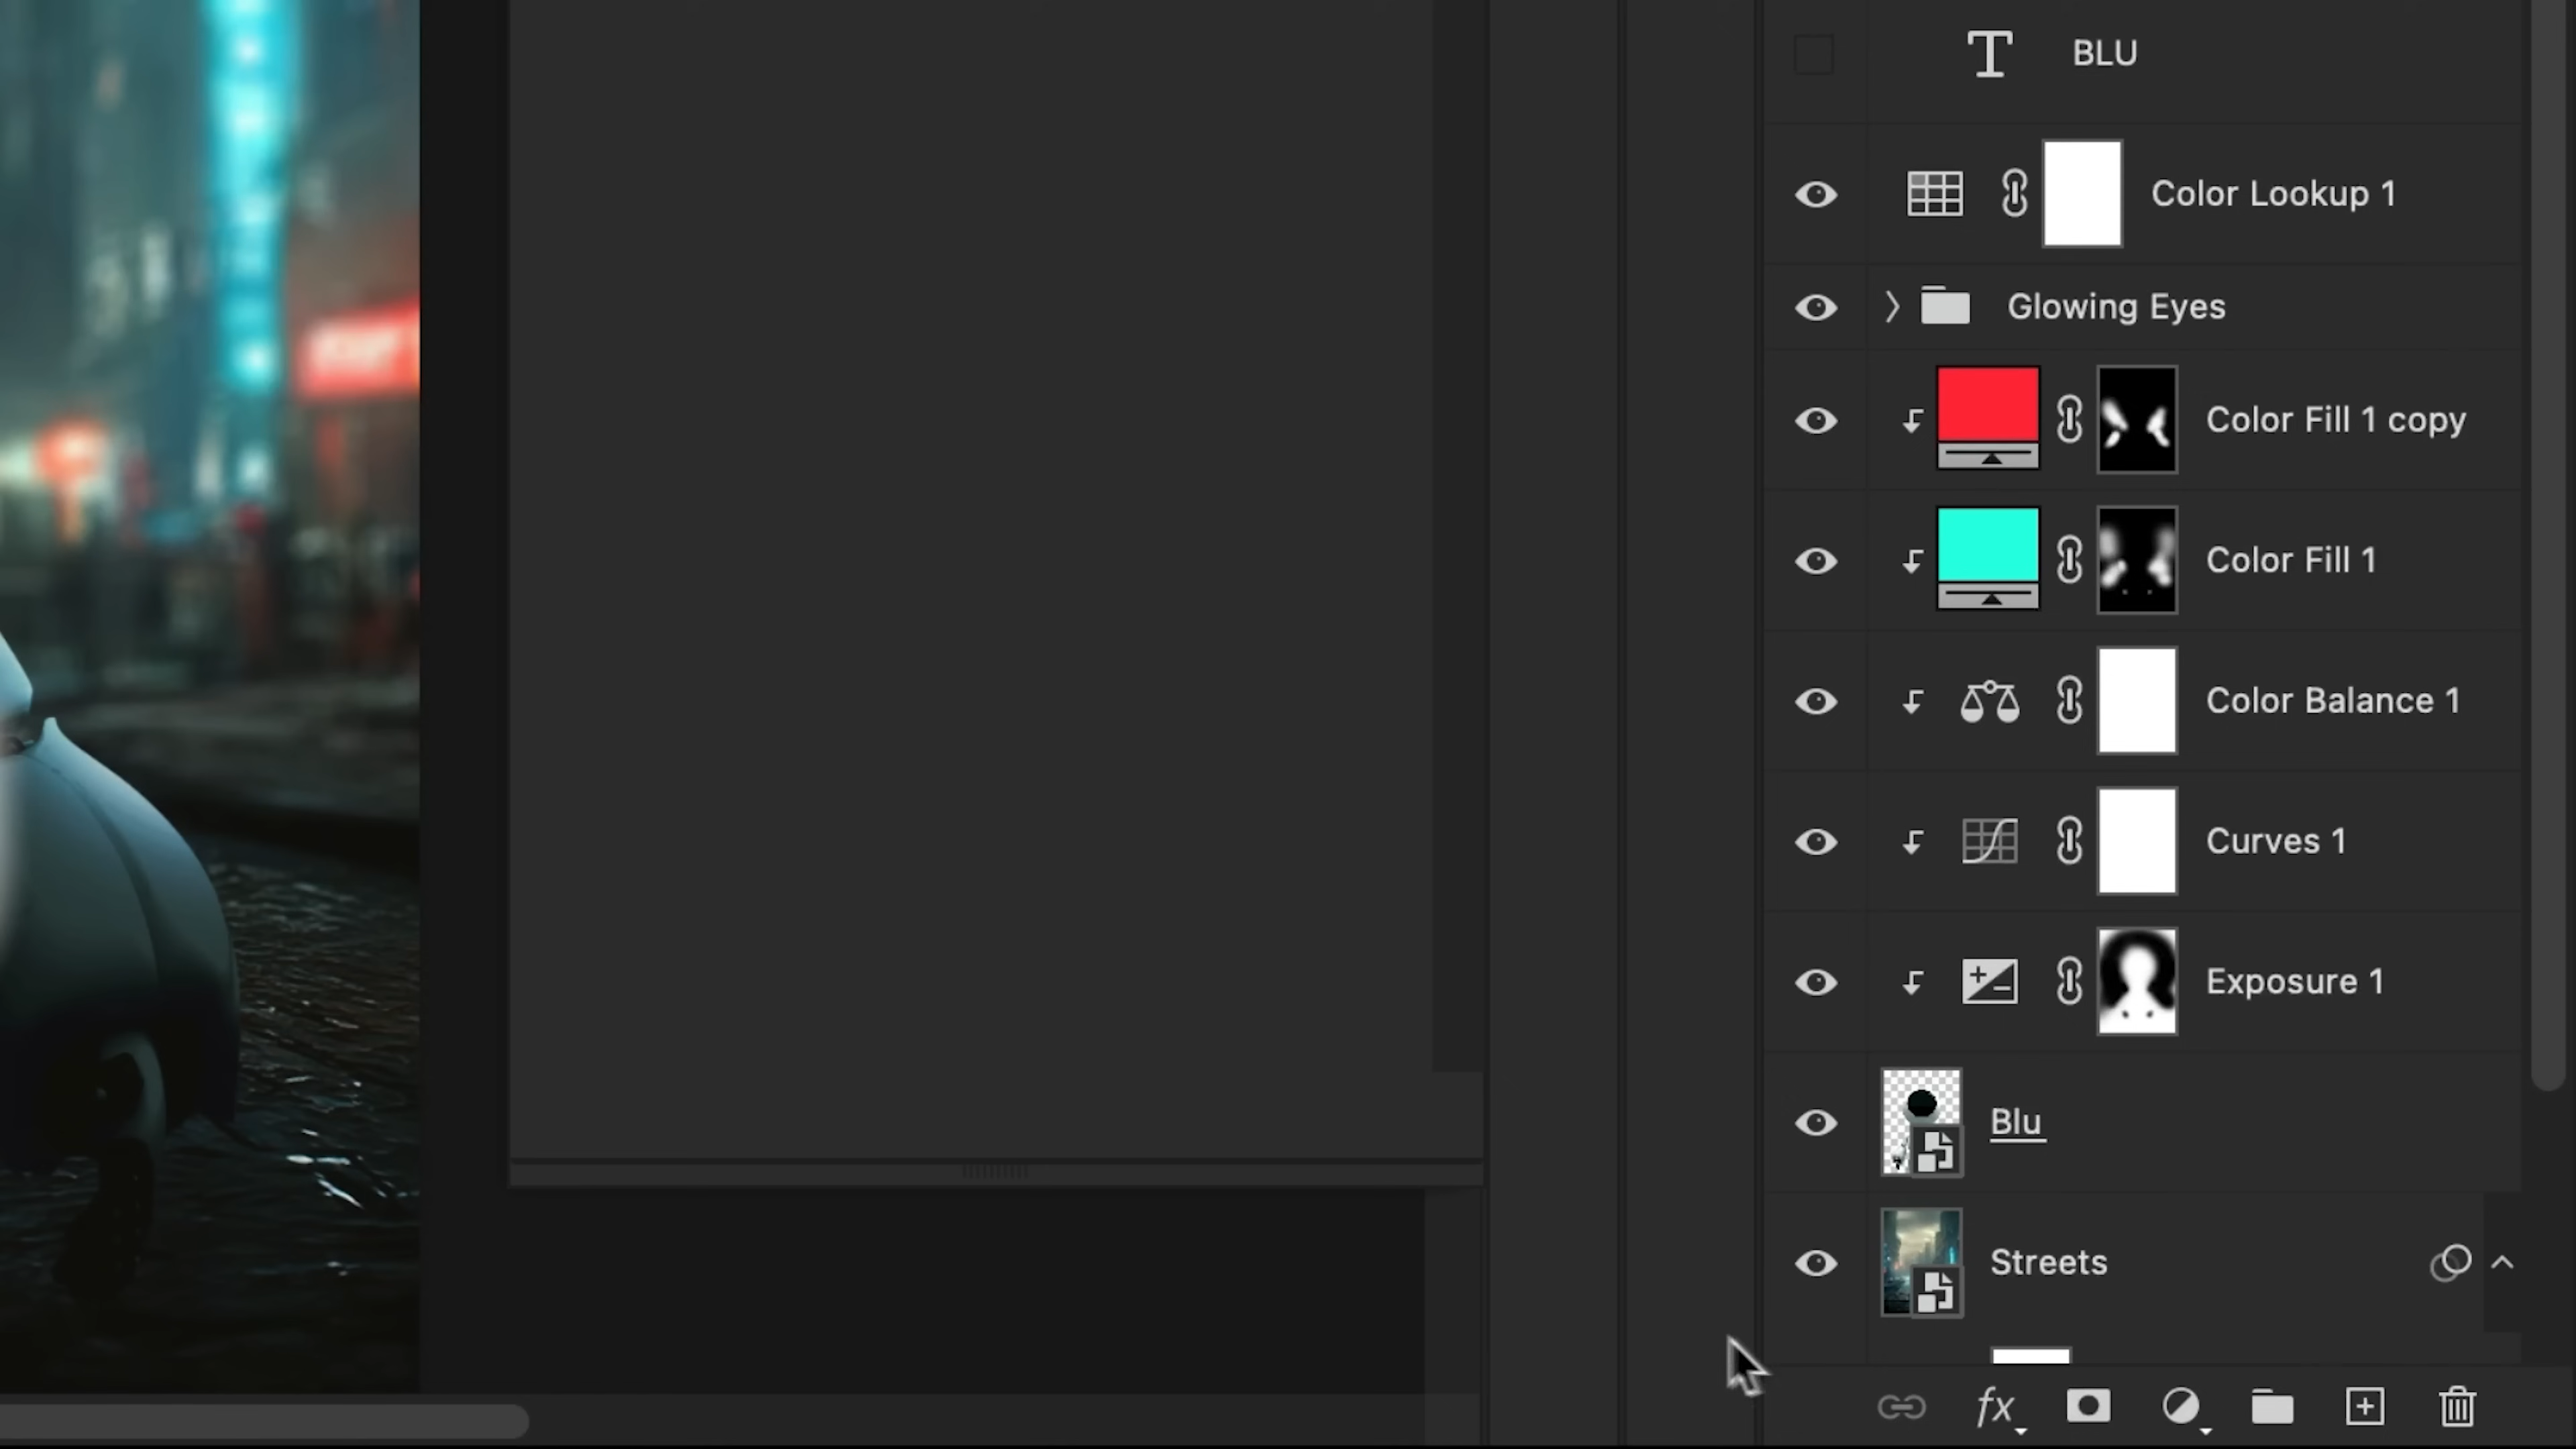 BLU
Color Lookup 1
Glowing Eyes
Color Fill 1 copy
Color Fill 1
Color Balance 1
Curves 1
Exposure 1
Blu
Streets
fx